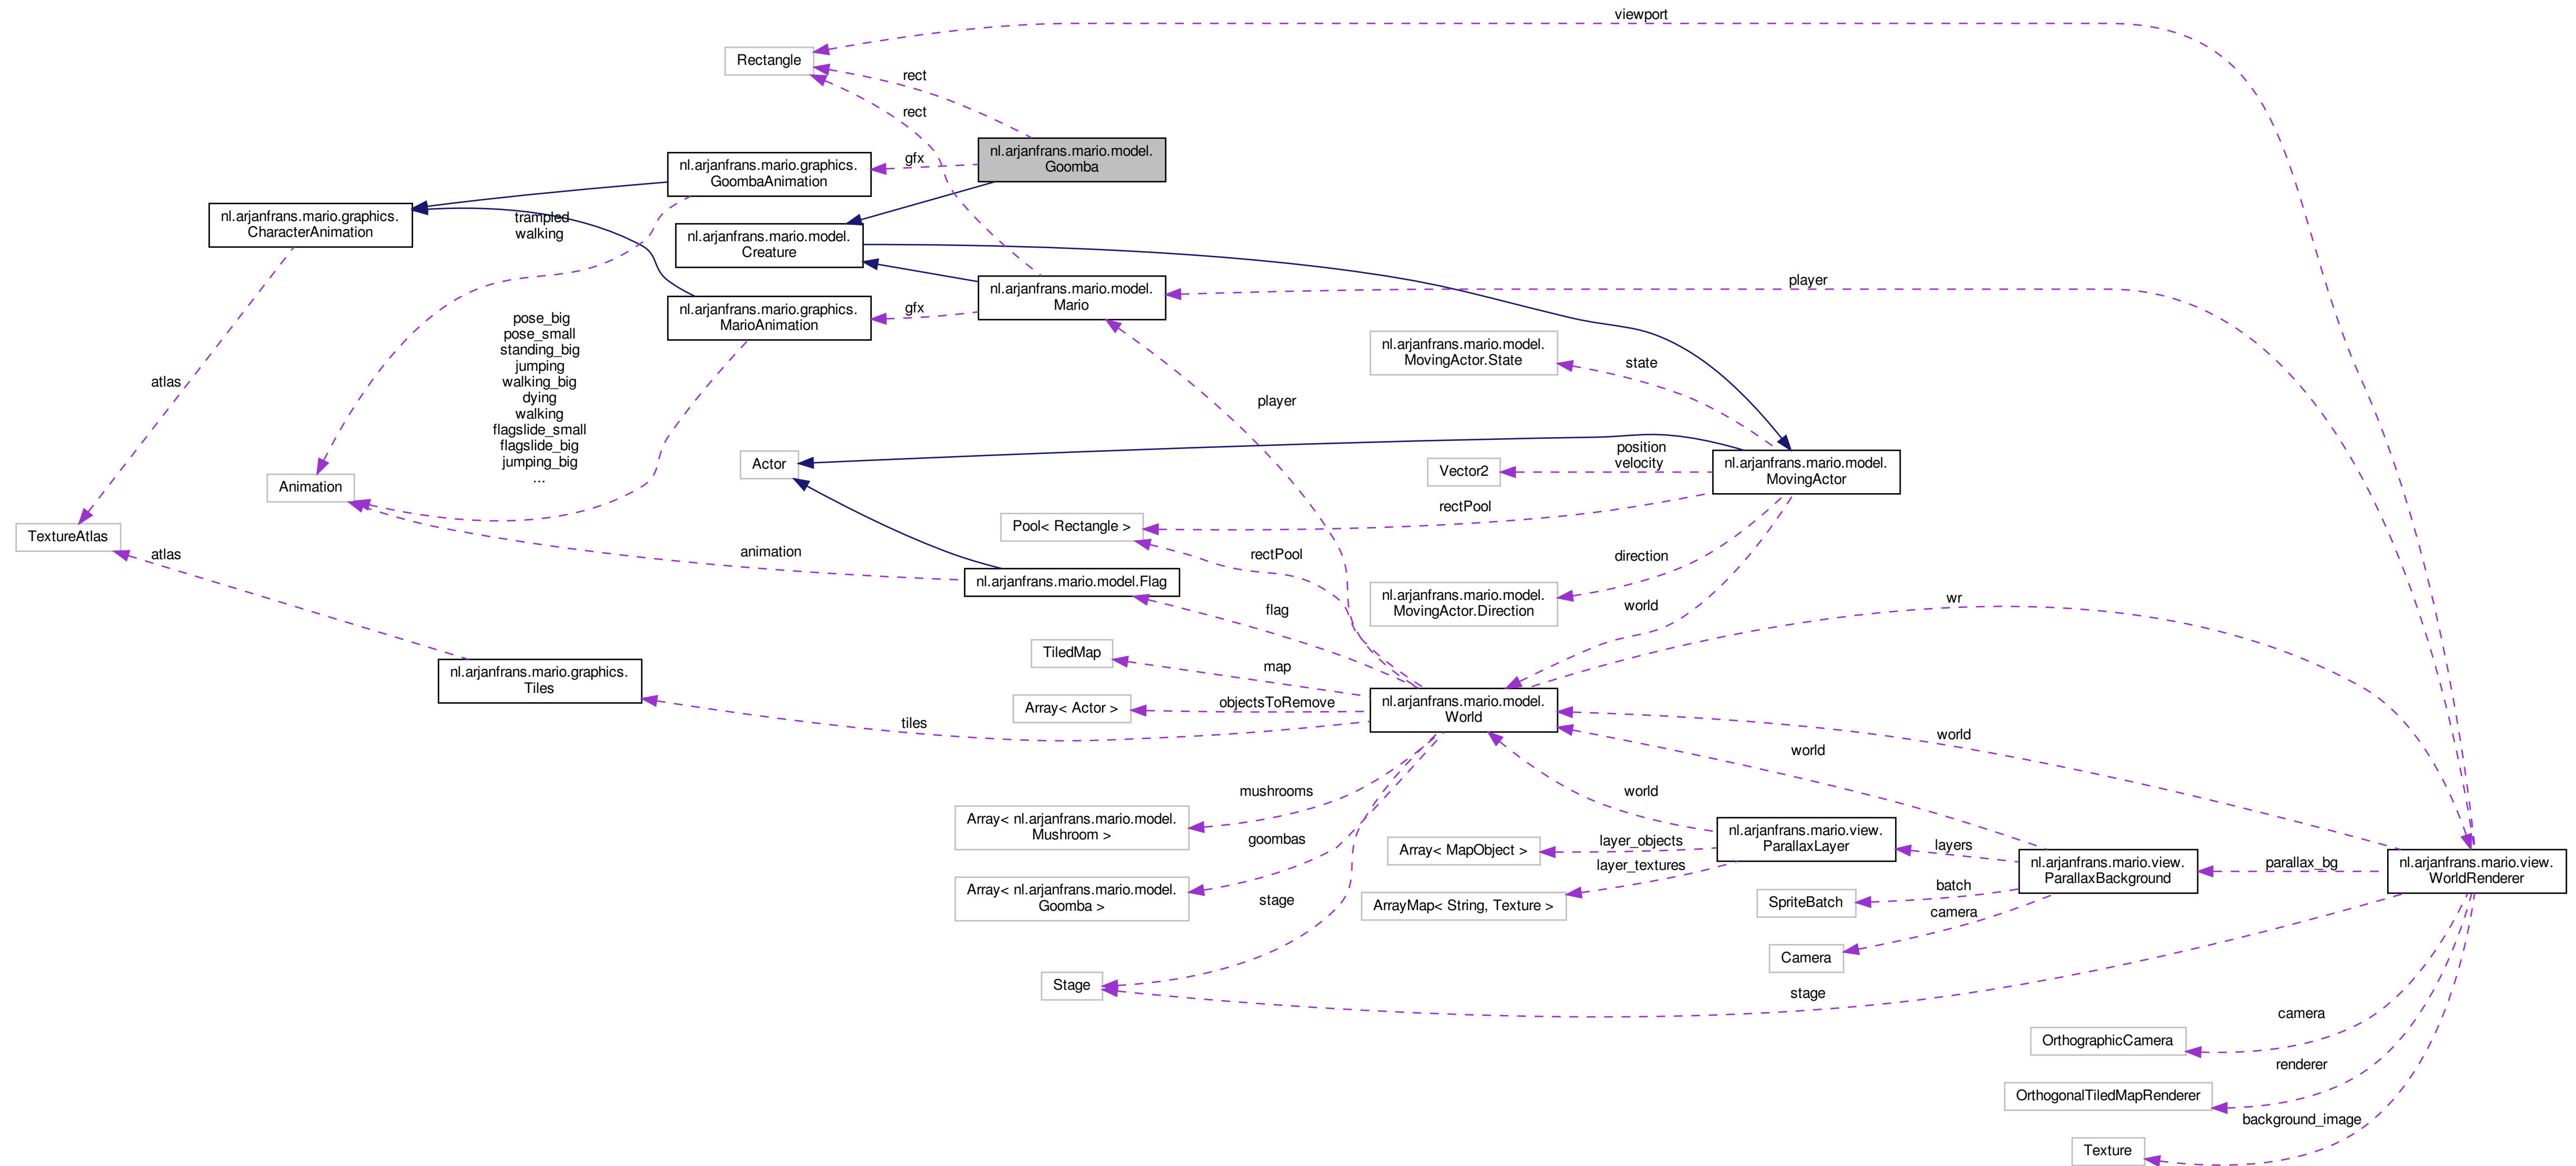 viewport
Rectangle
rect
rect
nl.arjanfrans.mario.model.
Goomba
gfx
nl.arjanfrans.mario.graphics.
GoombaAnimation
nl.arjanfrans.mario.graphics.
CharacterAnimation
trampled
walking
nl.arjanfrans.mario.model.
Creature
nl.arjanfrans.mario.model.
Mario
player
gfx
nl.arjanfrans.mario.graphics.
MarioAnimation
pose_big
pose_small
standing_big
jumping
walking_big
dying
walking
flagslide_small
flagslide_big
jumping_big
...
nl.arjanfrans.mario.model.
MovingActor.State
state
atlas
player
Actor
position
velocity
Vector2
nl.arjanfrans.mario.model.
MovingActor
Animation
rectPool
Pool< Rectangle >
TextureAtlas
atlas
animation
rectPool
direction
nl.arjanfrans.mario.model.Flag
nl.arjanfrans.mario.model.
MovingActor.Direction
flag
world
wr
TiledMap
map
nl.arjanfrans.mario.graphics.
Tiles
Array< Actor >
objectsToRemove
nl.arjanfrans.mario.model.
World
tiles
world
world
mushrooms
world
Array< nl.arjanfrans.mario.model.
Mushroom >
goombas
Array< MapObject >
layer_objects
nl.arjanfrans.mario.view.
ParallaxLayer
layers
layer_textures
nl.arjanfrans.mario.view.
ParallaxBackground
parallax_bg
nl.arjanfrans.mario.view.
WorldRenderer
Array< nl.arjanfrans.mario.model.
Goomba >
stage
ArrayMap< String, Texture >
batch
SpriteBatch
camera
Camera
Stage
stage
camera
OrthographicCamera
renderer
OrthogonalTiledMapRenderer
background_image
Texture